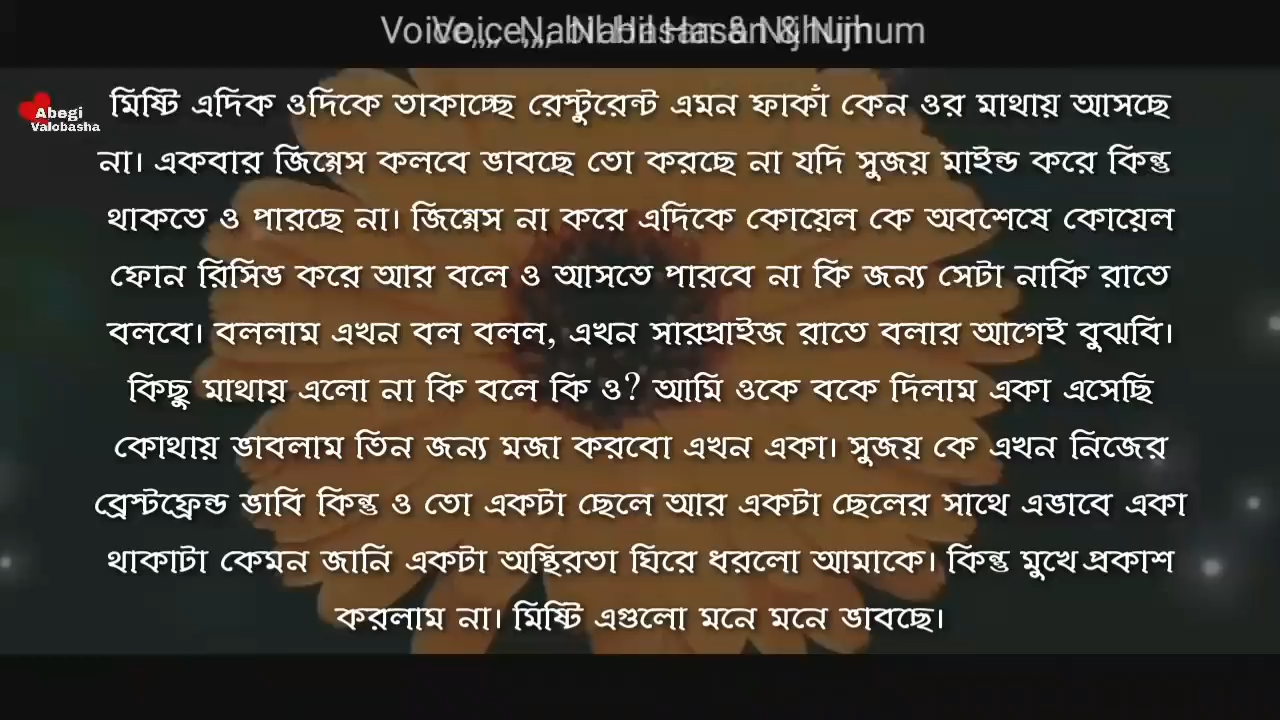 Voice,,,, Nabil Hasan & Nijhum
Abegi
Valobasha
মিষ্টি এদিক ওদিকে তাকাচ্ছে রেস্টুরেন্ট এমন ফাকাঁ কেন ওর মাথায় আসছে
না। একবার জিগ্গেস কলবে ভাবছে তো করছে না যদি সুজয় মাইন্ড করে কিন্তু
থাকতে ও পারছে না। জিগ্গেস না করে এদিকে কোয়েল কে অবশেষে কোয়েল
ফোন রিসিভ করে আর বলে ও আসতে পারবে না কি জন্য সেটা নাকি রাতে
বলবে। বললাম এখন বল বলল, এখন সারপ্রাইজ রাতে বলার আগেই বুঝবি।
কিছু মাথায় এলো না কি বলে কি ও? আমি ওকে বকে দিলাম একা এসেছি
কোথায় ভাবলাম তিন জন্য মজা করবো এখন একা। সুজয় কে এখন নিজের
ব্রেস্টফ্রেন্ড ভাবি কিন্তু ও তো একটা ছেলে আর একটা ছেলের সাথে এভাবে একা
থাকাটা কেমন জানি একটা অস্থিরতা ঘিরে ধরলো আমাকে। কিন্তু মুখে প্রকাশ
করলাম না। মিষ্টি এগুলো মনে মনে ভাবছে।